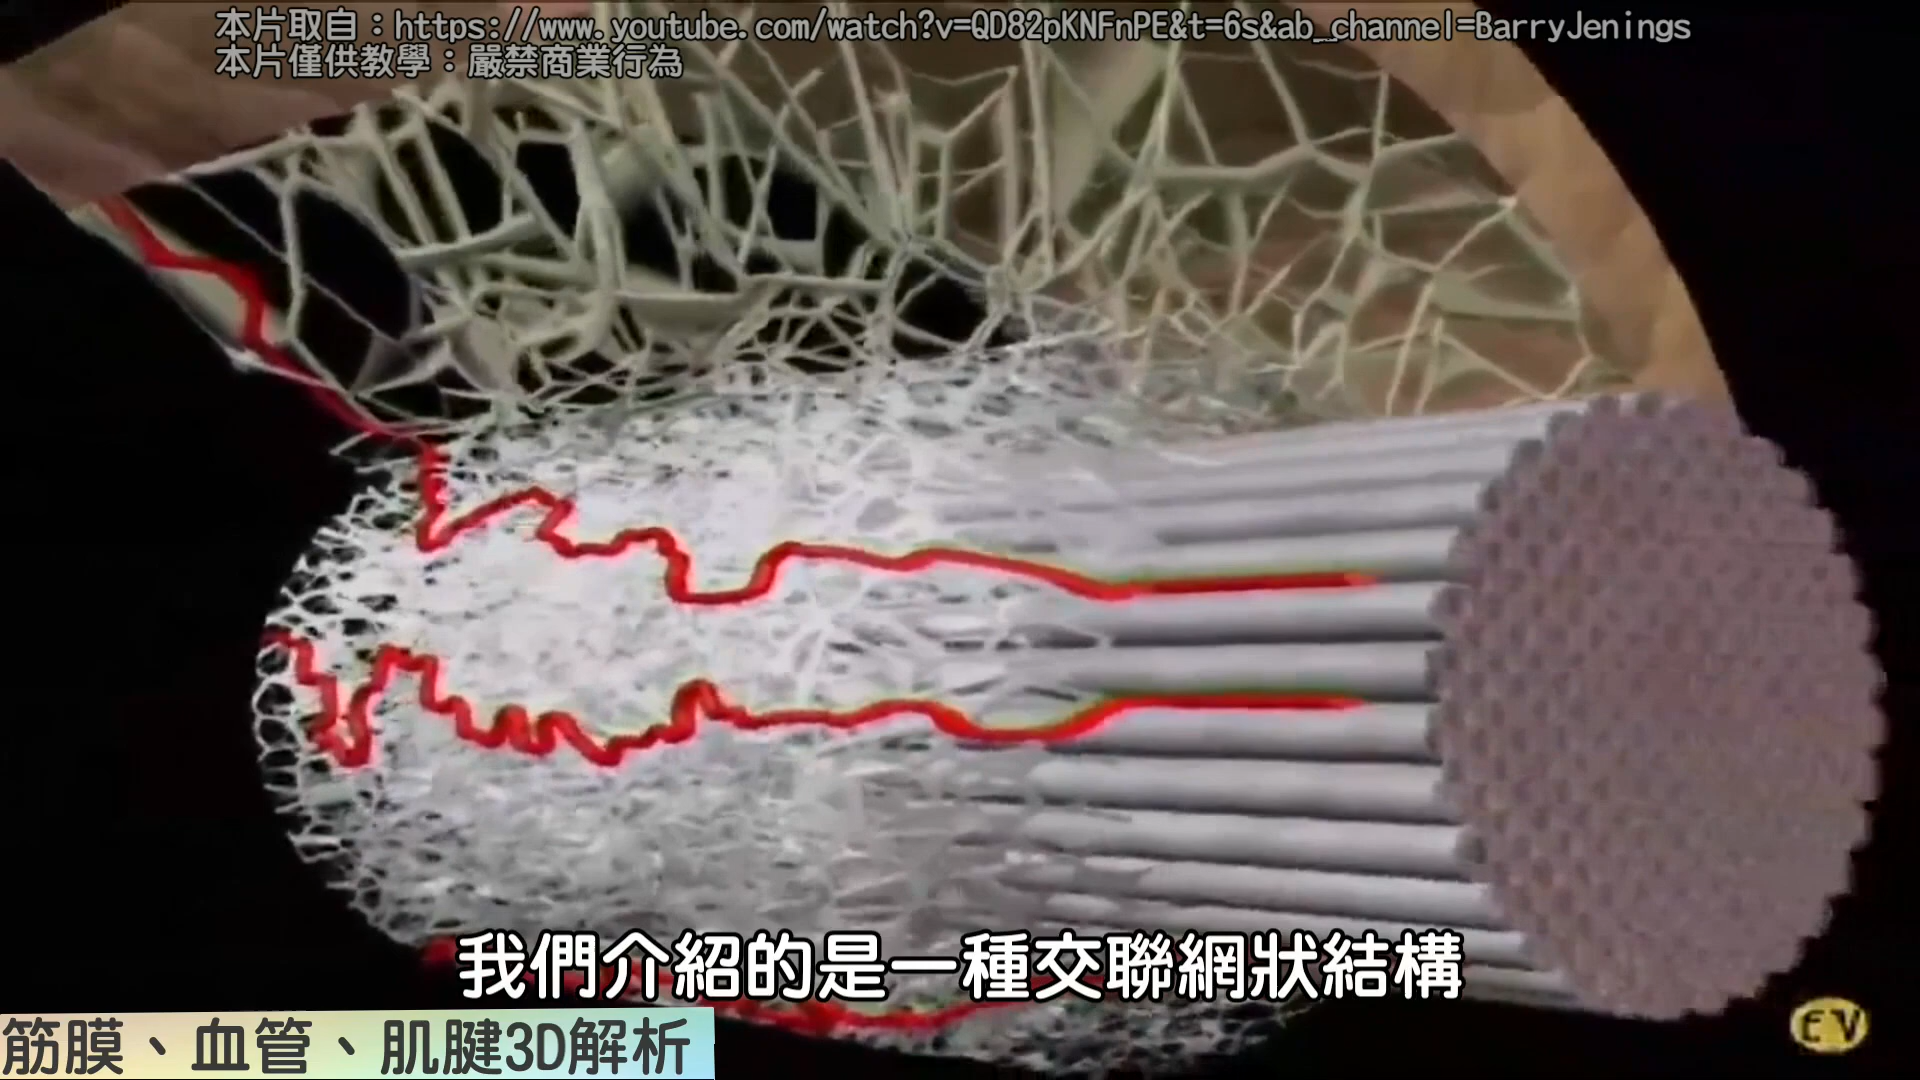 本片取自：https://www.youtube.com/watch?v=QD82pKNFnPE&t=6s&ab_channel=BarryJenings
本片僅供教學：嚴禁商業行為
我們介紹的是一種交聯網狀結構
筋膜、血管、肌腱3D解析
EV